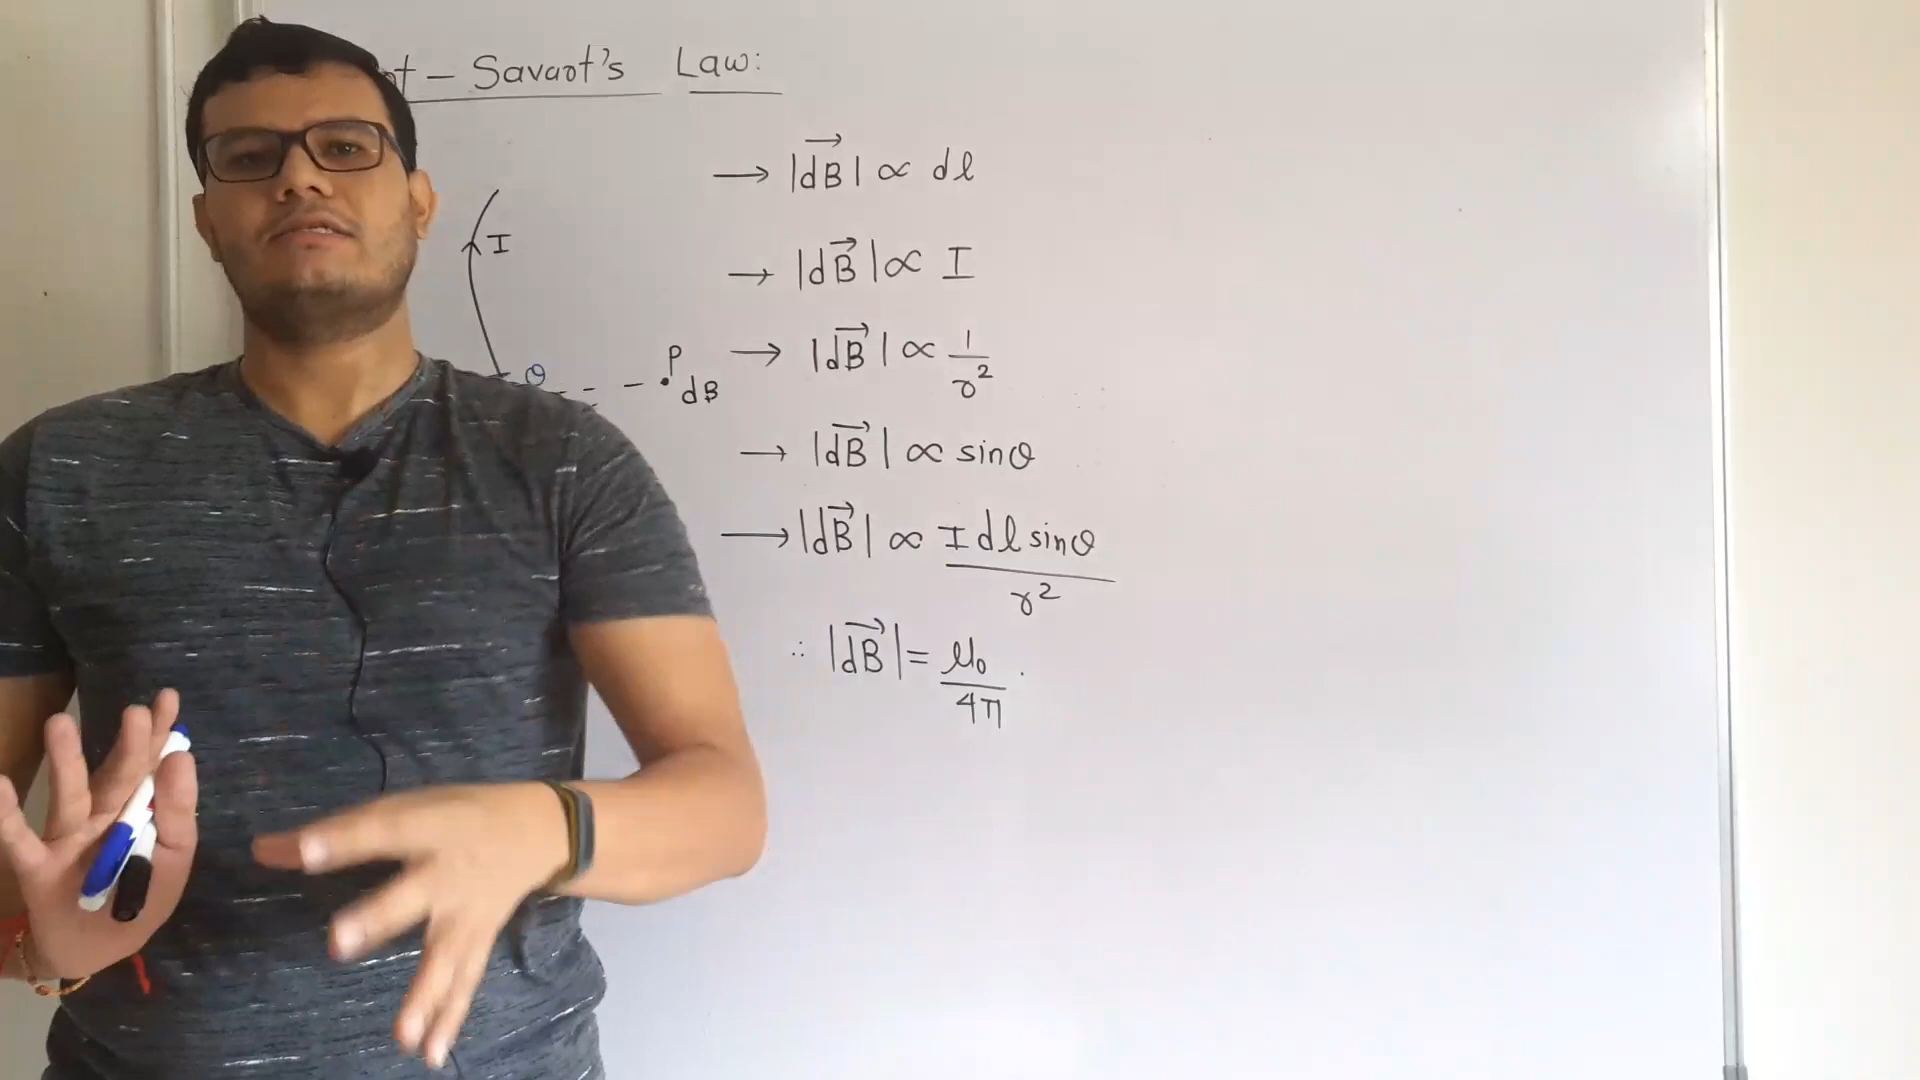 t - Savart's Law:
→ |dB⃗| ∝ dl
I
→ |dB⃗| ∝ I
→ |dB⃗| ∝ 1/r²
θ
P
dB
→ |dB⃗| ∝ sinθ
→ |dB⃗| ∝ I dl sinθ / r²
∴ |dB⃗| = μ₀/4π ·